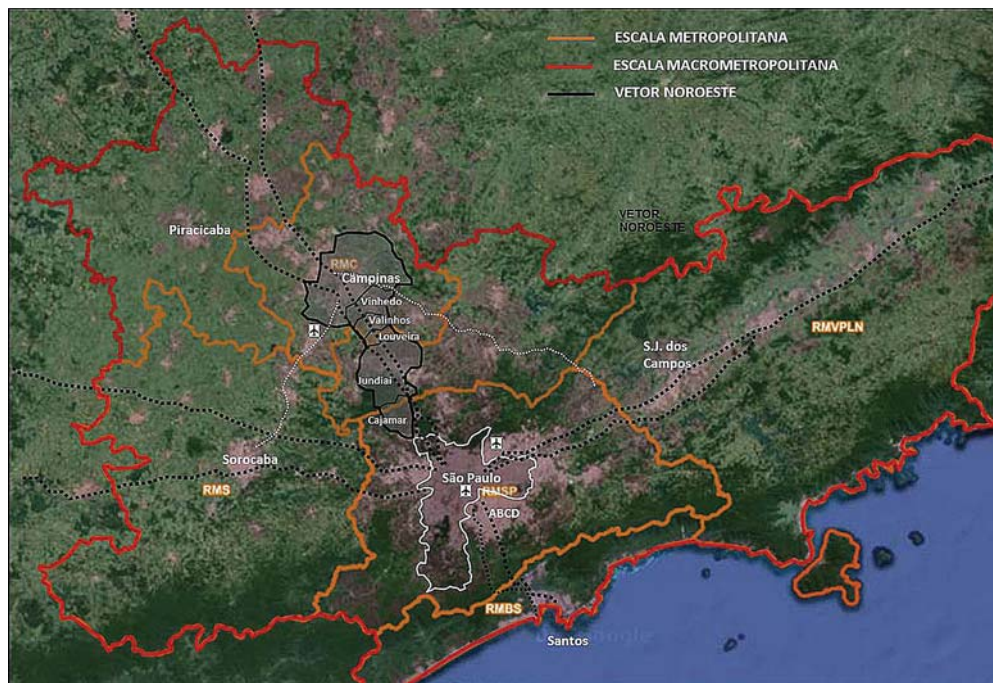 ESCALA METROPOLITANA
ESCALA MACROMETROPOLITANA
VETOR NOROESTE
VETOR
NOROESTE
Piracicaba
RMC
Campinas
Vinhedo
Valinhos
Louveira
RMVPLN
S.J. dos
Campos
Jundiaí
Cajamar
Sorocaba
RMS
São Paulo
RMSP
ABCD
RMBS
Santos
Google